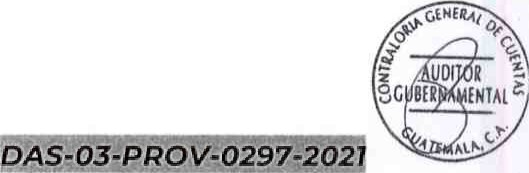 CONTRALORIA GENERAL DE CUENTAS
AUDITOR
GUBERNAMENTAL
GUATEMALA, C.A.
DAS-03-PROV-0297-2021